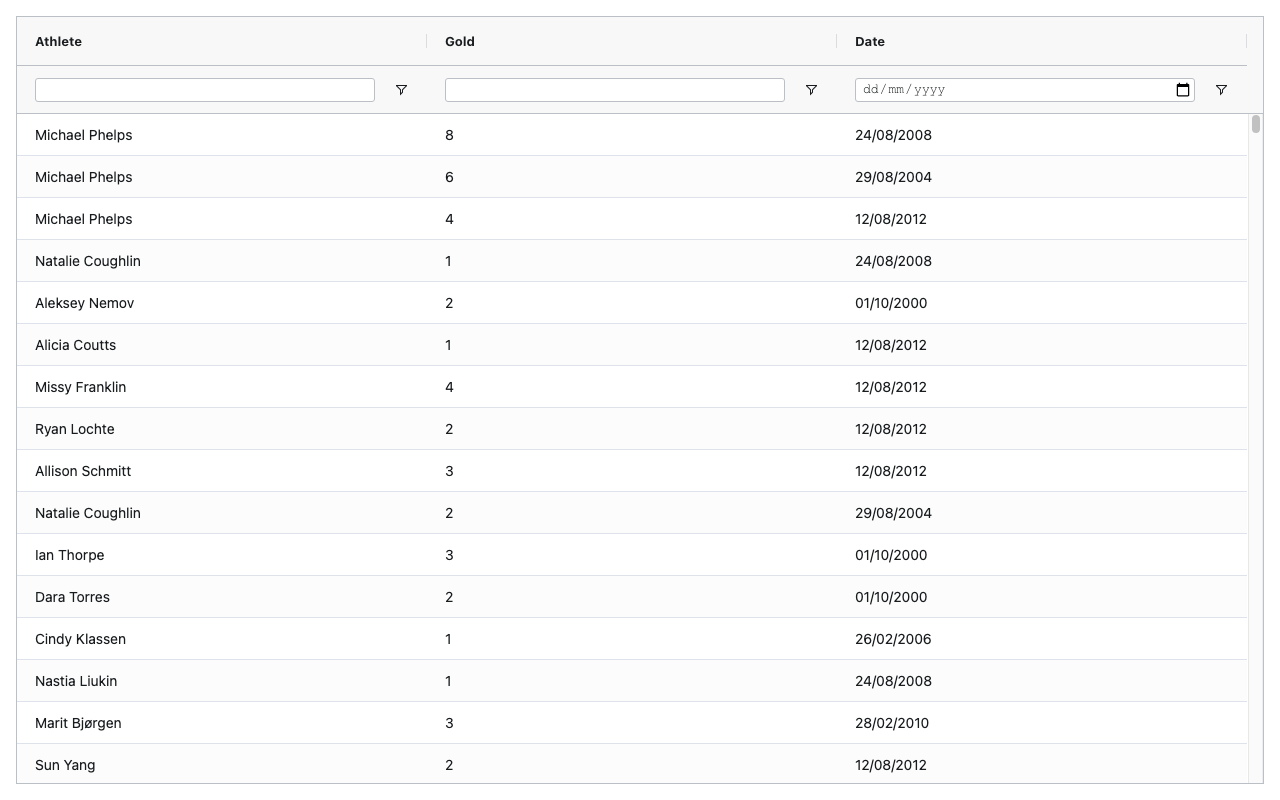 Athlete Gold Date
dd/mm/yyyy
Michael Phelps 8 24/08/2008
Michael Phelps 6 29/08/2004
Michael Phelps 4 12/08/2012
Natalie Coughlin 1 24/08/2008
Aleksey Nemov 2 01/10/2000
Alicia Coutts 1 12/08/2012
Missy Franklin 4 12/08/2012
Ryan Lochte 2 12/08/2012
Allison Schmitt 3 12/08/2012
Natalie Coughlin 2 29/08/2004
Ian Thorpe 3 01/10/2000
Dara Torres 2 01/10/2000
Cindy Klassen 1 26/02/2006
Nastia Liukin 1 24/08/2008
Marit Bjørgen 3 28/02/2010
Sun Yang 2 12/08/2012